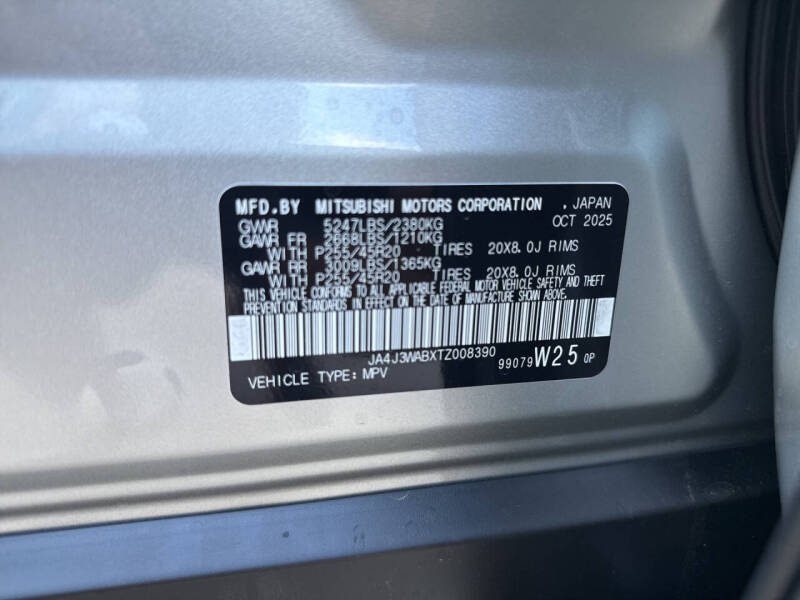 MFD.BY MITSUBISHI MOTORS CORPORATION . JAPAN
GVWR 5247LBS/2380KG OCT 2025
GAWR FR 2668LBS/1210KG
WITH P255/45R20 TIRES 20X8.0J RIMS
GAWR RR 3009LBS/1365KG
WITH P255/45R20 TIRES 20X8.0J RIMS
THIS VEHICLE CONFORMS TO ALL APPLICABLE FEDERAL MOTOR VEHICLE SAFETY AND THEFT
PREVENTION STANDARDS IN EFFECT ON THE DATE OF MANUFACTURE SHOWN ABOVE.
JA4J3WABXTZ008390
99079 W25 0P
VEHICLE TYPE: MPV